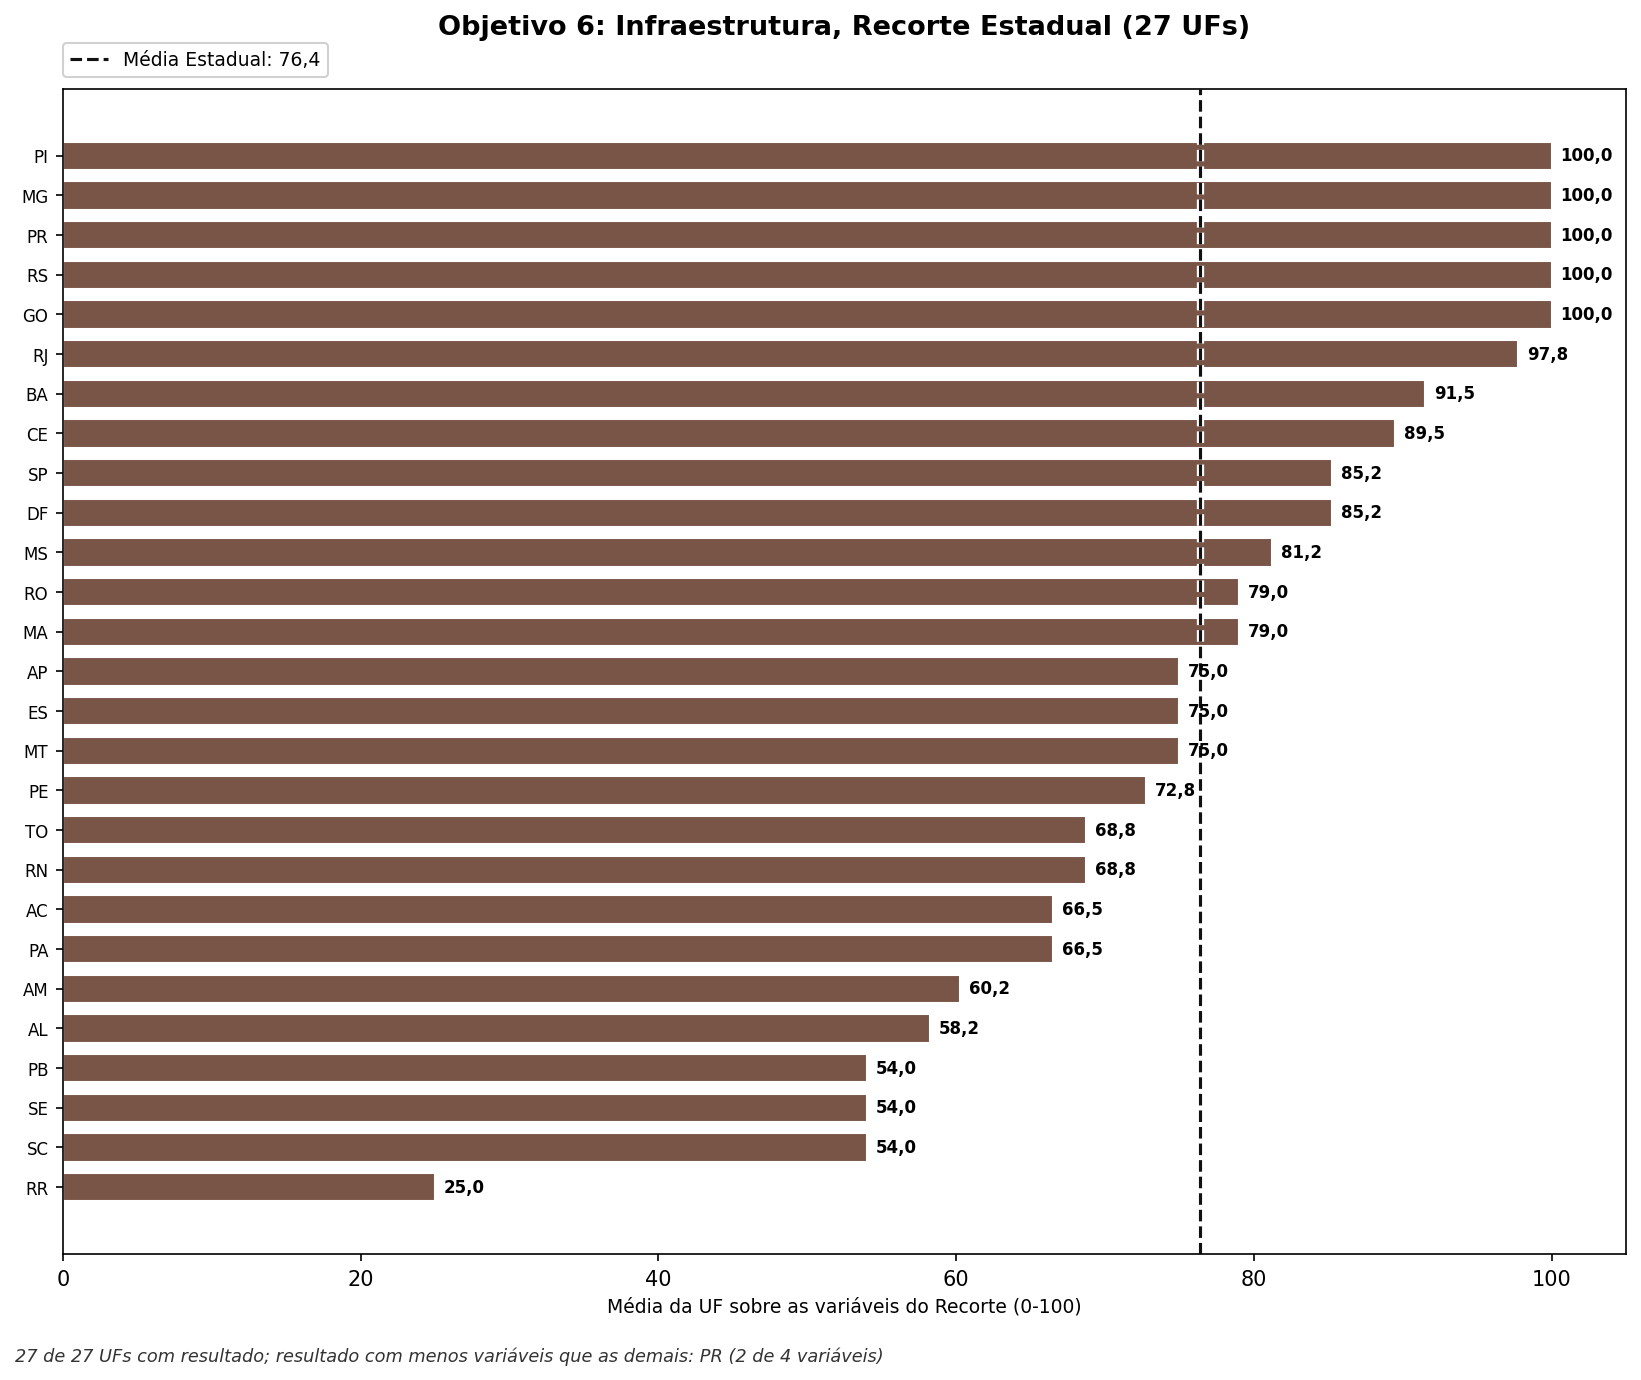 Objetivo 6: Infraestrutura, Recorte Estadual (27 UFs)
Média Estadual: 76,4
PI 100,0
MG 100,0
PR 100,0
RS 100,0
GO 100,0
RJ 97,8
BA 91,5
CE 89,5
SP 85,2
DF 85,2
MS 81,2
RO 79,0
MA 79,0
AP 75,0
ES 75,0
MT 75,0
PE 72,8
TO 68,8
RN 68,8
AC 66,5
PA 66,5
AM 60,2
AL 58,2
PB 54,0
SE 54,0
SC 54,0
RR 25,0
0 20 40 60 80 100
Média da UF sobre as variáveis do Recorte (0-100)
27 de 27 UFs com resultado; resultado com menos variáveis que as demais: PR (2 de 4 variáveis)